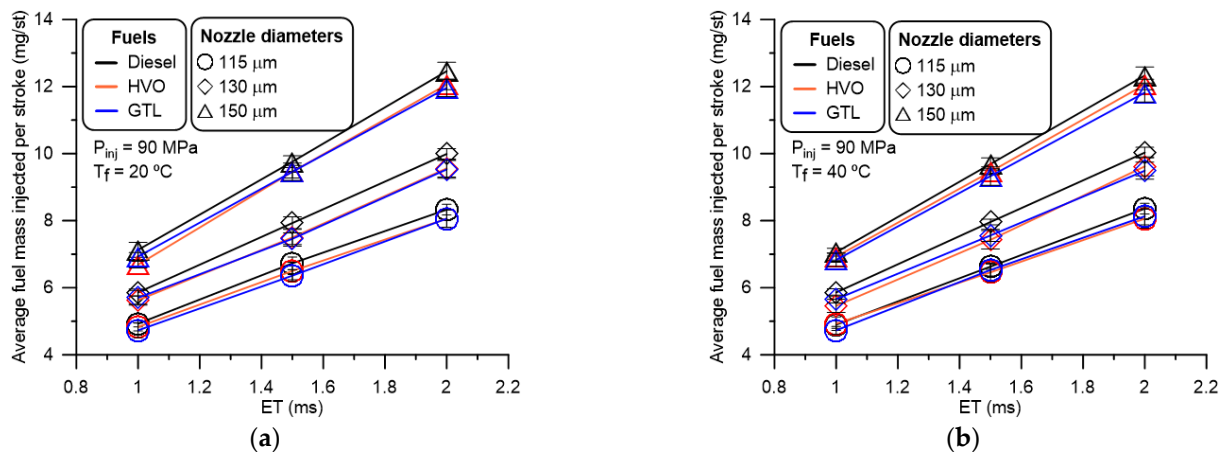 Average fuel mass injected per stroke (mg/st)
14
12
10
8
6
4
Fuels
Diesel
HVO
GTL
Nozzle diameters
115 μm
130 μm
150 μm
P_inj = 90 MPa
T_f = 20 ºC
0.8 1 1.2 1.4 1.6 1.8 2 2.2
ET (ms)
(a)
Average fuel mass injected per stroke (mg/st)
14
12
10
8
6
4
Fuels
Diesel
HVO
GTL
Nozzle diameters
115 μm
130 μm
150 μm
P_inj = 90 MPa
T_f = 40 ºC
0.8 1 1.2 1.4 1.6 1.8 2 2.2
ET (ms)
(b)